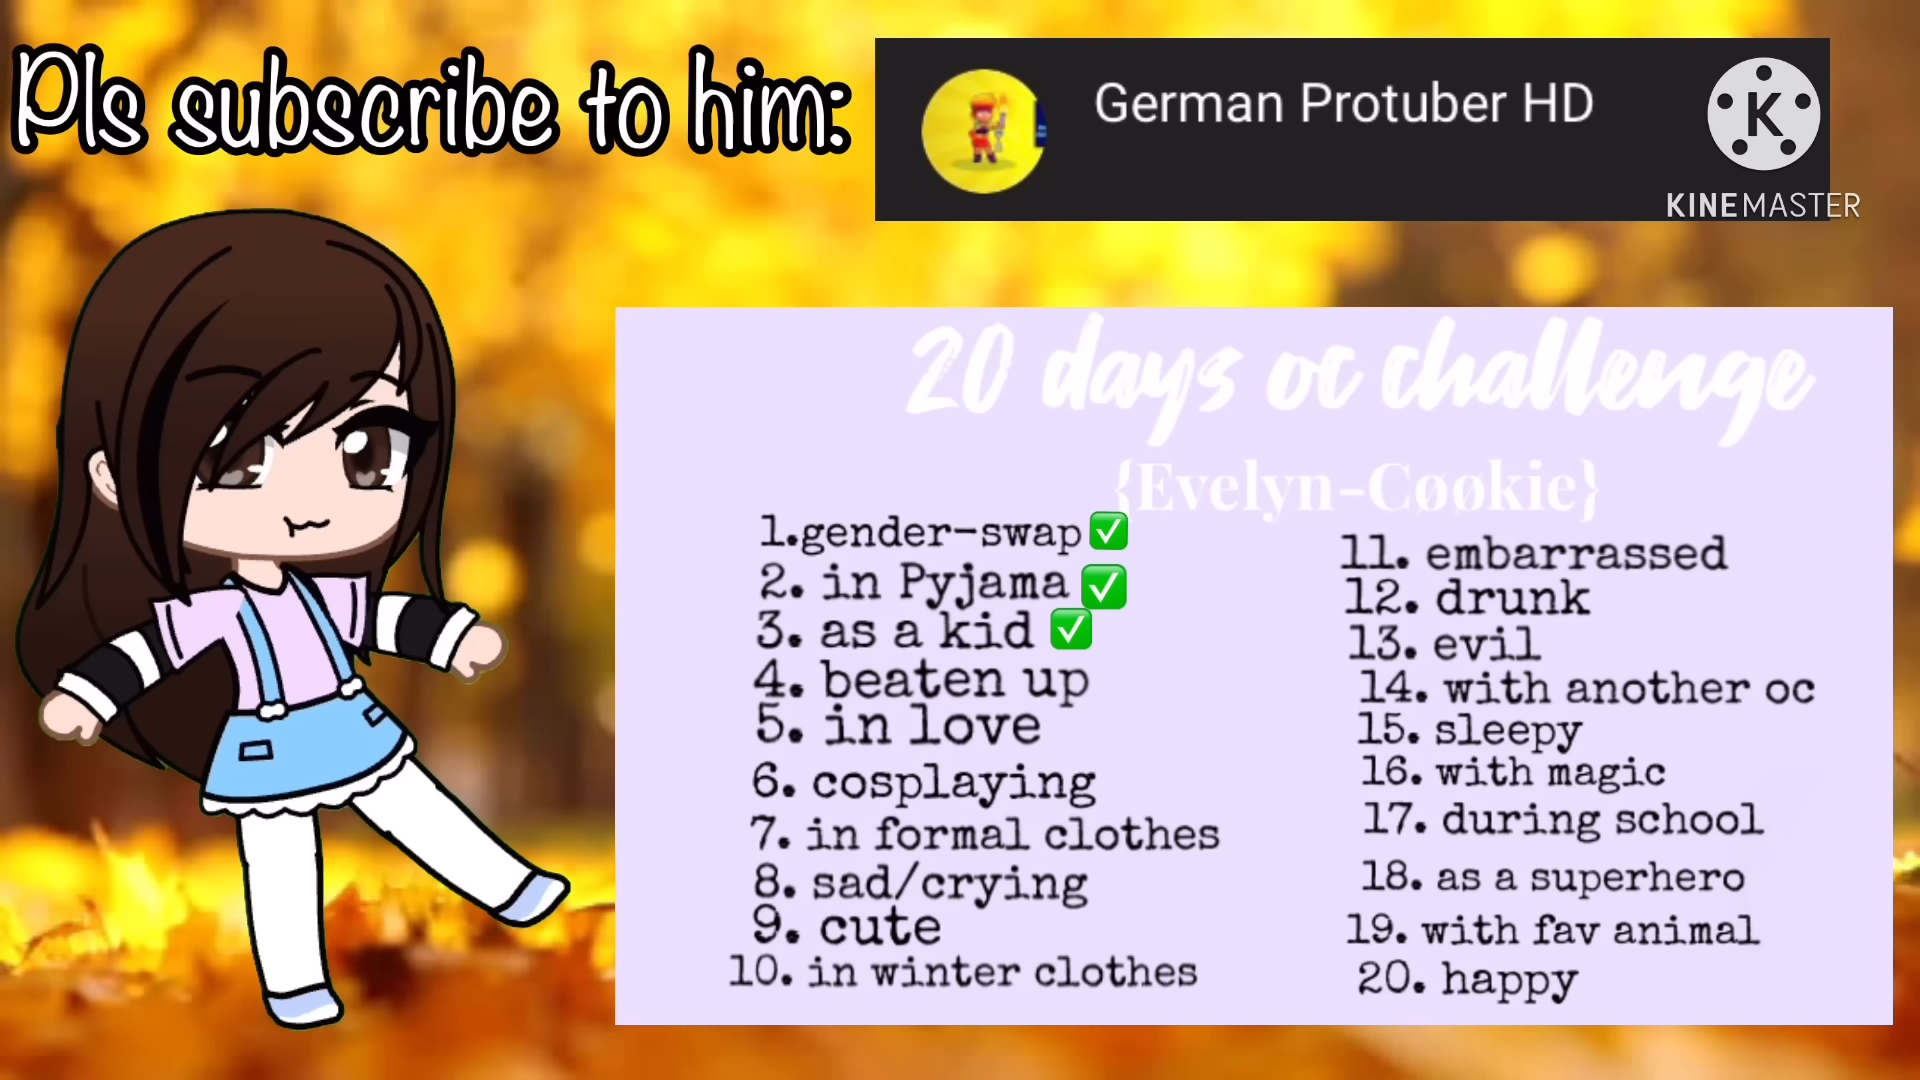 Pls subscribe to him:
German Protuber HD
K
KINEMASTER
20 days oc challenge
{Evelyn-Cøøkie}
1.gender-swap ✅
2. in Pyjama ✅
3. as a kid ✅
4. beaten up
5. in love
6. cosplaying
7. in formal clothes
8. sad/crying
9. cute
10. in winter clothes
11. embarrassed
12. drunk
13. evil
14. with another oc
15. sleepy
16. with magic
17. during school
18. as a superhero
19. with fav animal
20. happy